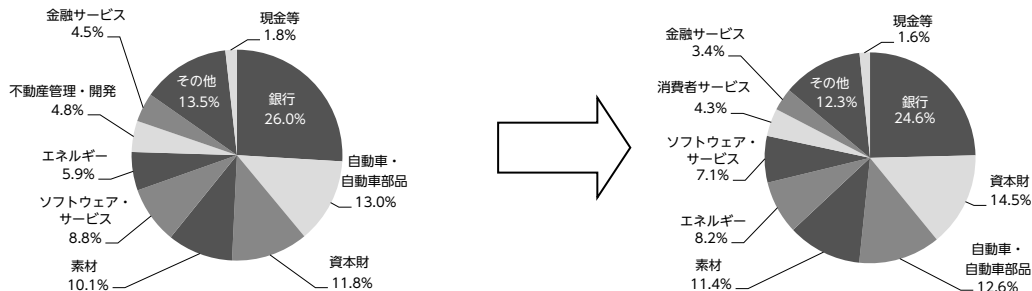 現金等
1.8%
銀行
26.0%
自動車・
自動車部品
13.0%
資本財
11.8%
素材
10.1%
ソフトウェア・
サービス
8.8%
エネルギー
5.9%
不動産管理・開発
4.8%
金融サービス
4.5%
その他
13.5%
現金等
1.6%
銀行
24.6%
資本財
14.5%
自動車・
自動車部品
12.6%
素材
11.4%
エネルギー
8.2%
ソフトウェア・
サービス
7.1%
消費者サービス
4.3%
金融サービス
3.4%
その他
12.3%